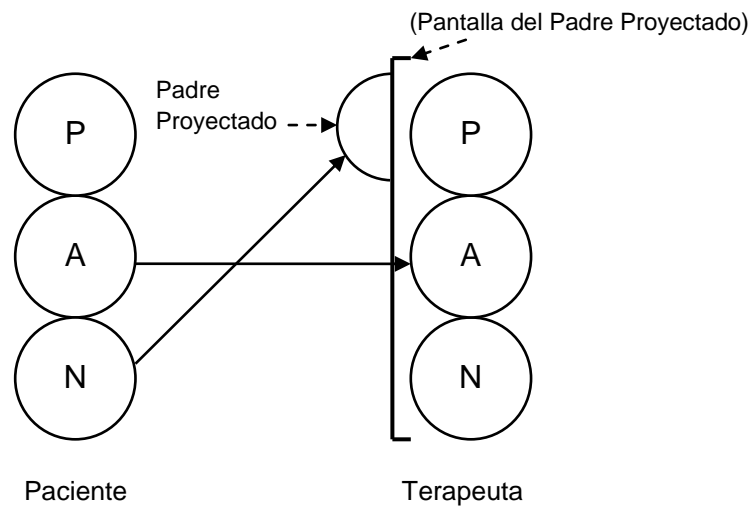 (Pantalla del Padre Proyectado)
Padre
Proyectado
P
P
A
A
N
N
Paciente
Terapeuta